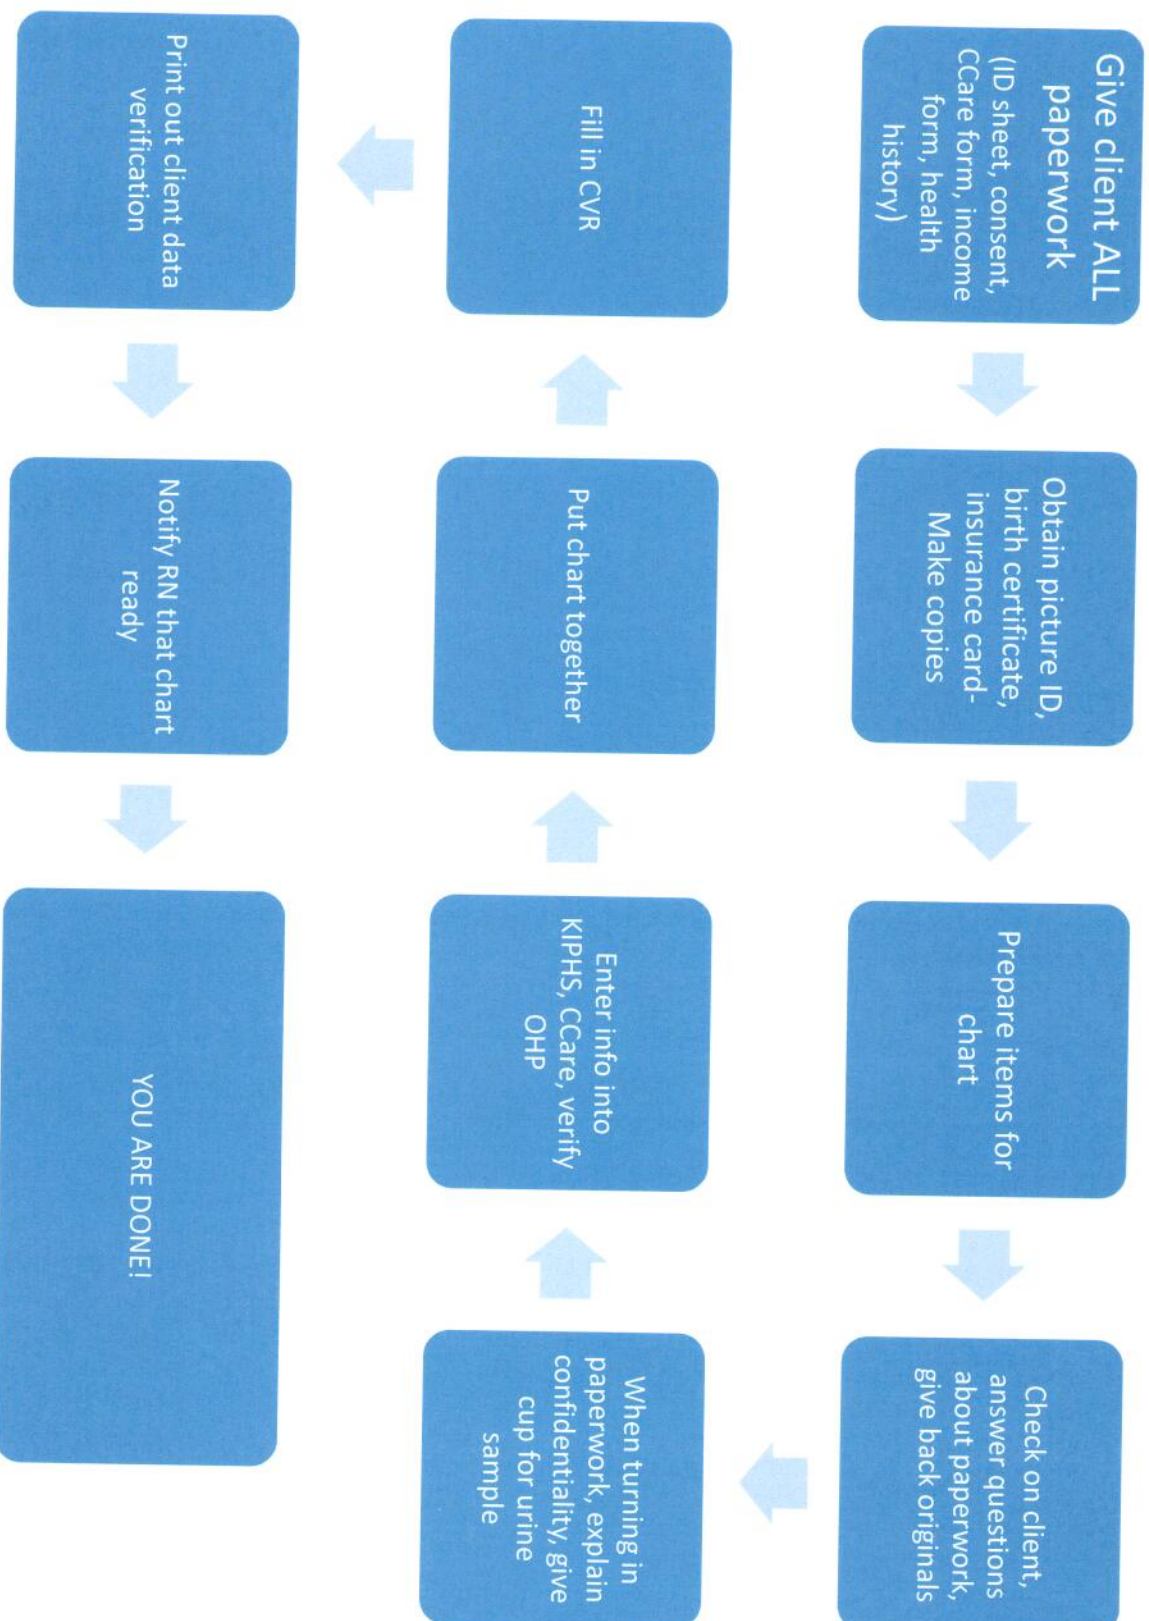 Give client ALL
paperwork
(ID sheet, consent,
CCare form, income
form, health
history)
Obtain picture ID,
birth certificate,
insurance card-
Make copies
Prepare items for
chart
Check on client,
answer questions
about paperwork,
give back originals
When turning in
paperwork, explain
confidentiality, give
cup for urine
sample
Enter info into
KIPHS, CCare, verify
OHP
Put chart together
Fill in CVR
Print out client data
verification
Notify RN that chart
ready
YOU ARE DONE!